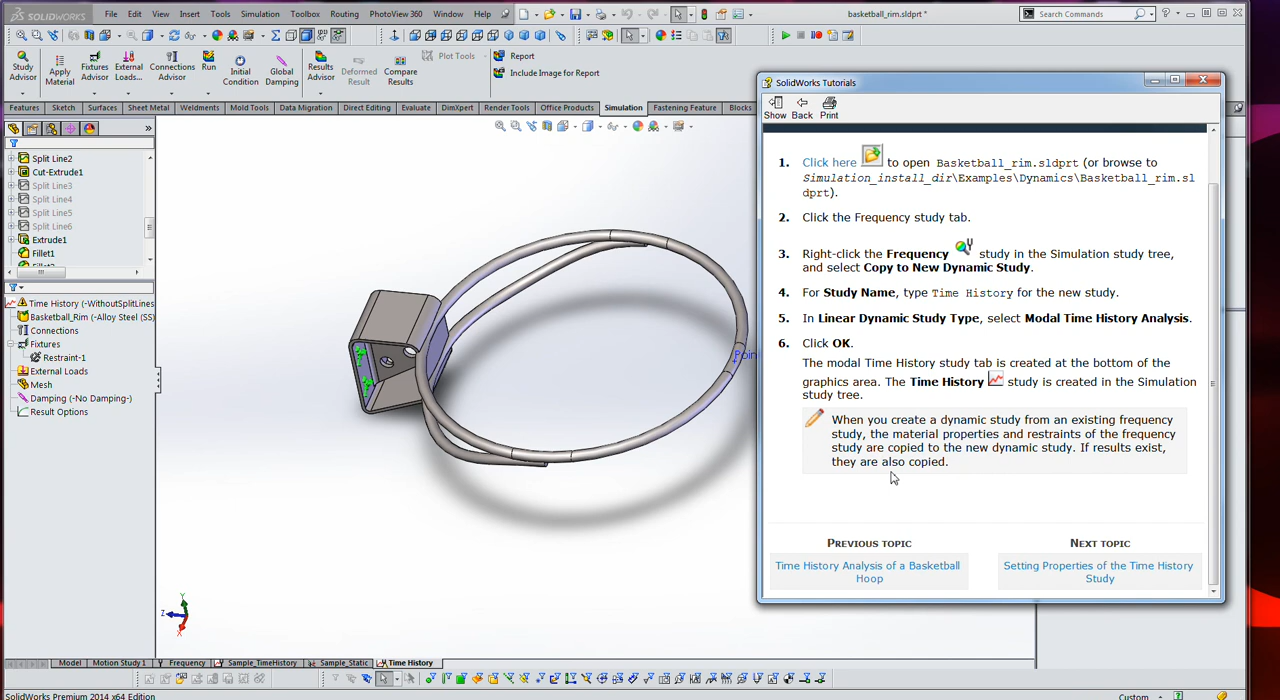 SOLIDWORKS File Edit View Insert Tools Simulation Toolbox Routing PhotoView 360 Window Help basketball_rim.sldprt * Search Commands
Study Advisor
Apply Material
Fixtures Advisor
External Loads...
Connections Advisor
Run
Initial Condition
Global Damping
Results Advisor
Deformed Result
Compare Results
Plot Tools
Report
Include Image for Report
Features Sketch Surfaces Sheet Metal Weldments Mold Tools Data Migration Direct Editing Evaluate DimXpert Render Tools Office Products Simulation Fastening Feature Blocks
Split Line2
Cut-Extrude1
Split Line3
Split Line4
Split Line5
Split Line6
Extrude1
Fillet1
Time History (-WithoutSplitLines
Basketball_Rim (-Alloy Steel (SS)
Connections
Fixtures
Restraint-1
External Loads
Mesh
Damping (-No Damping-)
Result Options
Y
Z
X
SolidWorks Tutorials
Show Back Print
1. Click here to open Basketball_rim.sldprt (or browse to
Simulation_install_dir\Examples\Dynamics\Basketball_rim.sl
dprt).
2. Click the Frequency study tab.
3. Right-click the Frequency study in the Simulation study tree,
and select Copy to New Dynamic Study.
4. For Study Name, type Time History for the new study.
5. In Linear Dynamic Study Type, select Modal Time History Analysis.
6. Click OK.
The modal Time History study tab is created at the bottom of the
graphics area. The Time History study is created in the Simulation
study tree.
When you create a dynamic study from an existing frequency
study, the material properties and restraints of the frequency
study are copied to the new dynamic study. If results exist,
they are also copied.
PREVIOUS TOPIC
Time History Analysis of a Basketball
Hoop
NEXT TOPIC
Setting Properties of the Time History
Study
Model Motion Study 1 Frequency Sample_TimeHistory Sample_Static Time History
SolidWorks Premium 2014 x64 Edition Custom